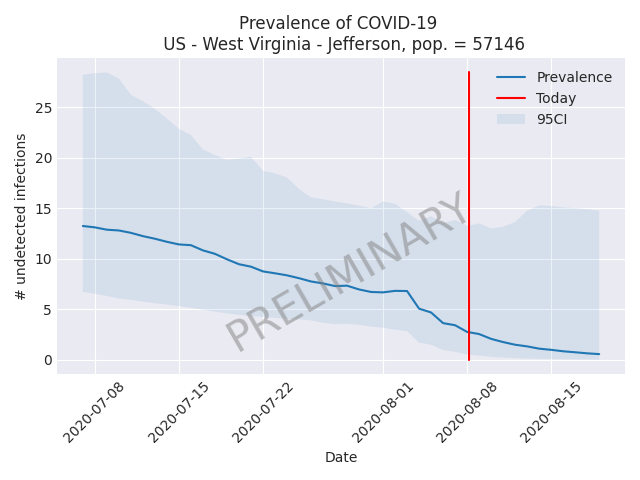 Prevalence of COVID-19
US - West Virginia - Jefferson, pop. = 57146
Prevalence
Today
95CI
# undetected infections
25
20
15
10
5
0
PRELIMINARY
2020-07-08
2020-07-15
2020-07-22
2020-08-01
2020-08-08
2020-08-15
Date